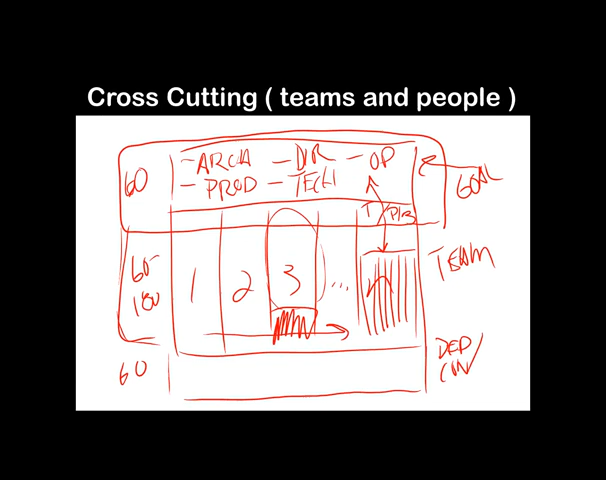 Cross Cutting ( teams and people )
- ARCH - DIR - OP
60
- PROD - TECH
GOAL
T
TEAM
60-
180
1 2 3 ...
60
DEP/